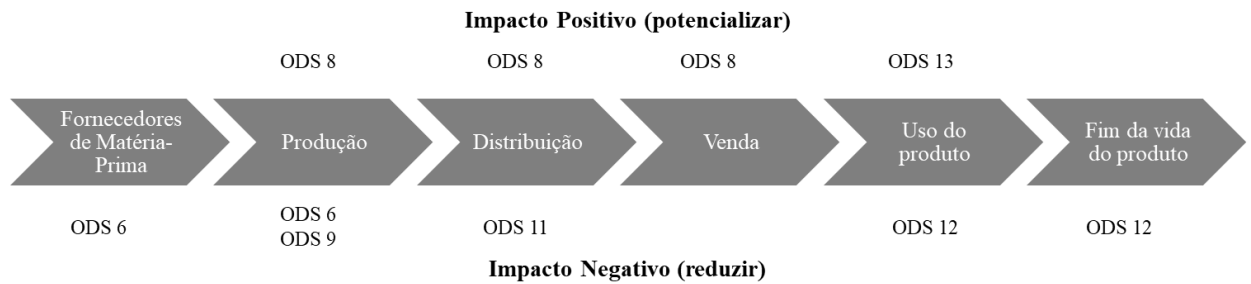 Impacto Positivo (potencializar)
ODS 8
ODS 8
ODS 8
ODS 13
Fornecedores
de Matéria-
Prima
Produção
Distribuição
Venda
Uso do
produto
Fim da vida
do produto
ODS 6
ODS 6
ODS 9
ODS 11
ODS 12
ODS 12
Impacto Negativo (reduzir)